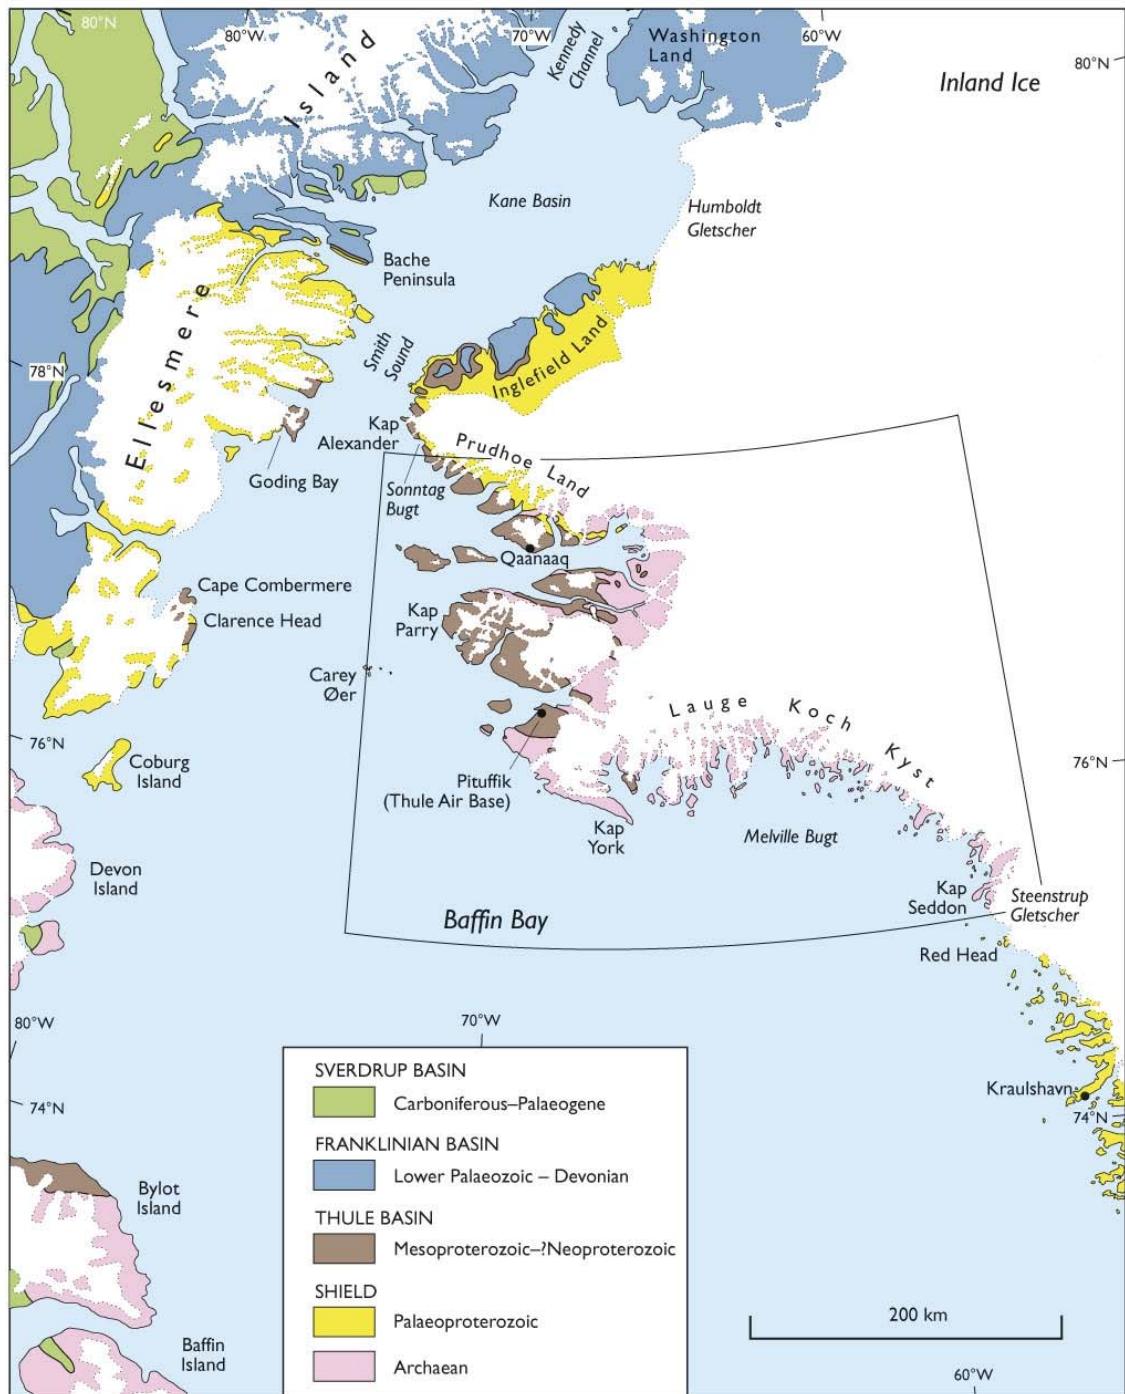 80°N
80°W
70°W
60°W
Kennedy
Channel
Washington
Land
80°N
Inland Ice
Island
Kane Basin
Humboldt
Gletscher
Bache
Peninsula
Ellesmere
Smith
Sound
78°N
Inglefield Land
Kap
Alexander
Prudhoe Land
Goding Bay
Sonntag
Bugt
Qaanaaq
Cape Combermere
Clarence Head
Kap
Parry
Carey
Øer
Lauge Koch Kyst
76°N
76°N
Coburg
Island
Pituffik
(Thule Air Base)
Kap
York
Melville Bugt
Devon
Island
Kap
Seddon
Steenstrup
Gletscher
Baffin Bay
Red Head
80°W
70°W
Kraulshavn
74°N
74°N
Bylot
Island
Baffin
Island
SVERDRUP BASIN
Carboniferous–Palaeogene
FRANKLINIAN BASIN
Lower Palaeozoic – Devonian
THULE BASIN
Mesoproterozoic–?Neoproterozoic
SHIELD
Palaeoproterozoic
Archaean
200 km
60°W